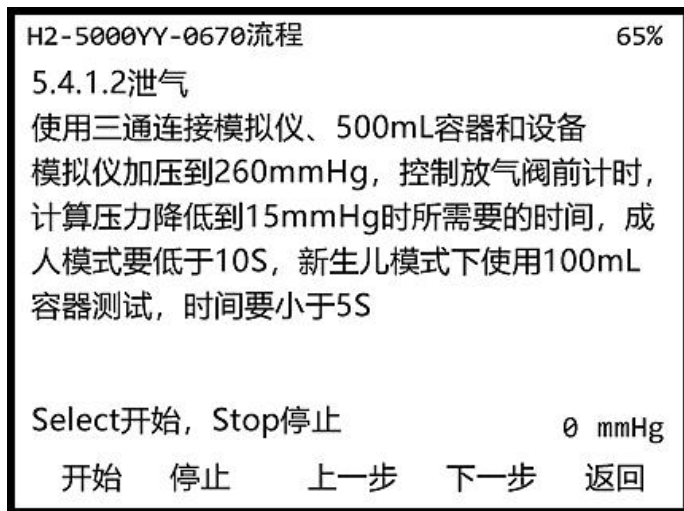 H2-5000YY-0670流程 65%
5.4.1.2泄气
使用三通连接模拟仪、500mL容器和设备
模拟仪加压到260mmHg，控制放气阀前计时，
计算压力降低到15mmHg时所需要的时间，成
人模式要低于10S，新生儿模式下使用100mL
容器测试，时间要小于5S
Select开始，Stop停止 0 mmHg
开始 停止 上一步 下一步 返回